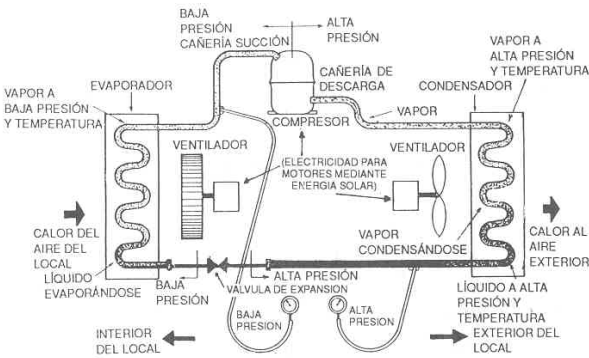 BAJA
PRESIÓN
CAÑERÍA SUCCIÓN
ALTA
PRESIÓN
VAPOR A
ALTA PRESIÓN
Y TEMPERATURA
EVAPORADOR
CAÑERÍA DE
DESCARGA
CONDENSADOR
VAPOR A
BAJA PRESIÓN
Y TEMPERATURA
VAPOR
COMPRESOR
VENTILADOR
(ELECTRICIDAD PARA
MOTORES MEDIANTE
ENERGIA SOLAR)
VENTILADOR
CALOR DEL
AIRE DEL
LOCAL
LÍQUIDO
EVAPORÁNDOSE
VAPOR
CONDENSÁNDOSE
CALOR AL
AIRE
EXTERIOR
BAJA
PRESIÓN
ALTA PRESIÓN
VALVULA DE EXPANSION
BAJA
PRESION
ALTA
PRESION
LÍQUIDO A ALTA
PRESIÓN Y
TEMPERATURA
INTERIOR
DEL LOCAL
EXTERIOR DEL
LOCAL